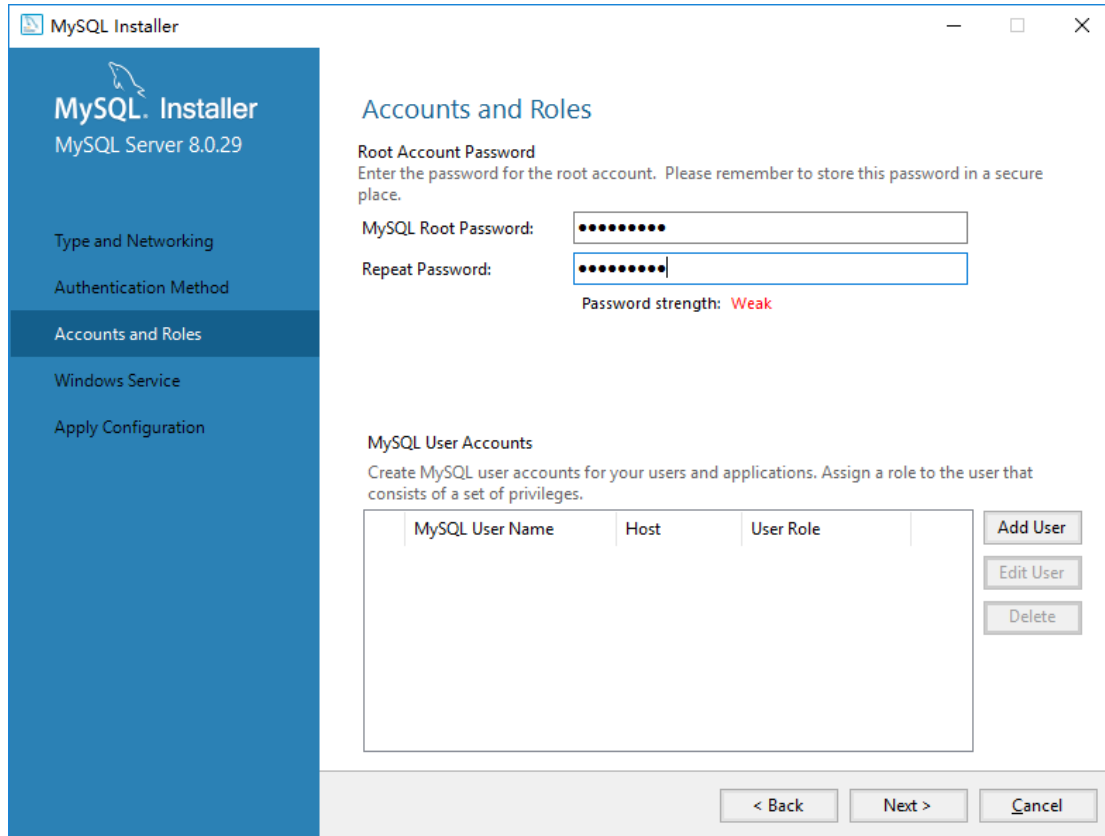 MySQL Installer
MySQL. Installer
MySQL Server 8.0.29
Type and Networking
Authentication Method
Accounts and Roles
Windows Service
Apply Configuration
Accounts and Roles
Root Account Password
Enter the password for the root account.  Please remember to store this password in a secure
place.
MySQL Root Password: ●●●●●●●●●
Repeat Password: ●●●●●●●●●
Password strength: Weak
MySQL User Accounts
Create MySQL user accounts for your users and applications. Assign a role to the user that
consists of a set of privileges.
MySQL User Name Host User Role
Add User
Edit User
Delete
< Back Next > Cancel